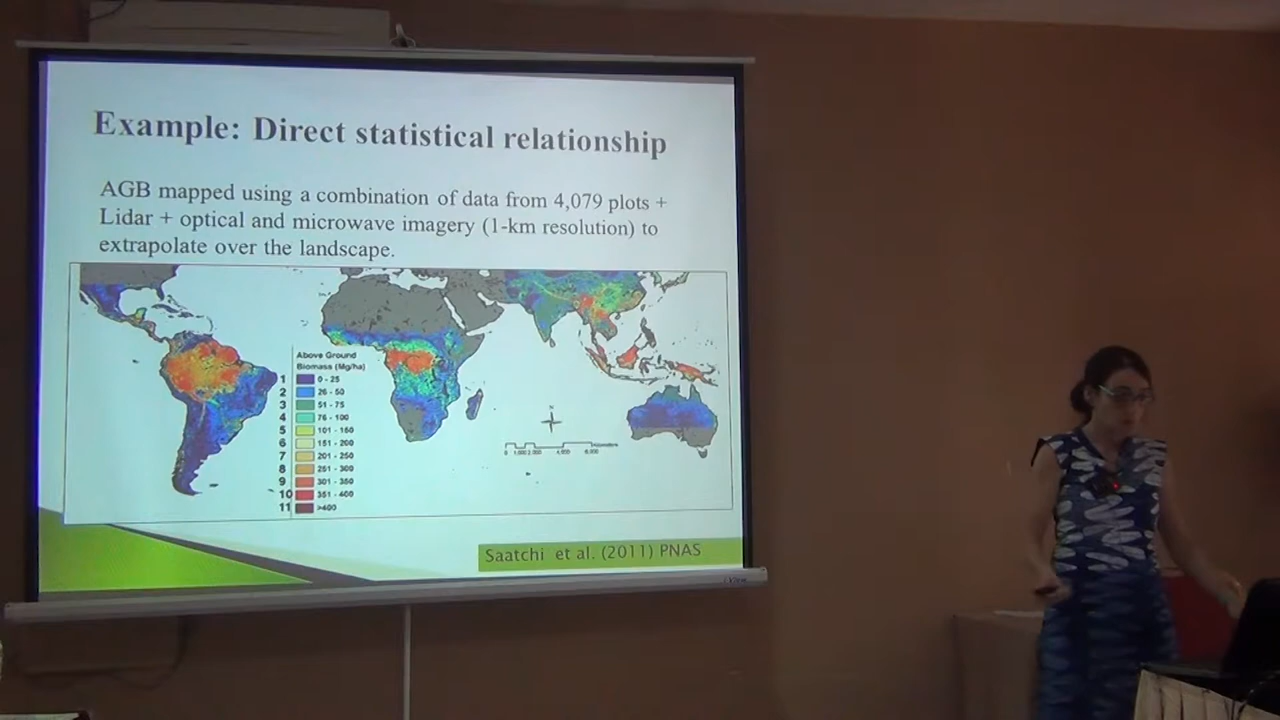 Example: Direct statistical relationship
AGB mapped using a combination of data from 4,079 plots +
Lidar + optical and microwave imagery (1-km resolution) to
extrapolate over the landscape.
Above Ground
Biomass (Mg/ha)
1 0 - 25
2 26 - 50
3 51 - 75
4 76 - 100
5 101 - 150
6 151 - 200
7 201 - 250
8 251 - 300
9 301 - 350
10 351 - 400
11 >400
N
Saatchi et al. (2011) PNAS